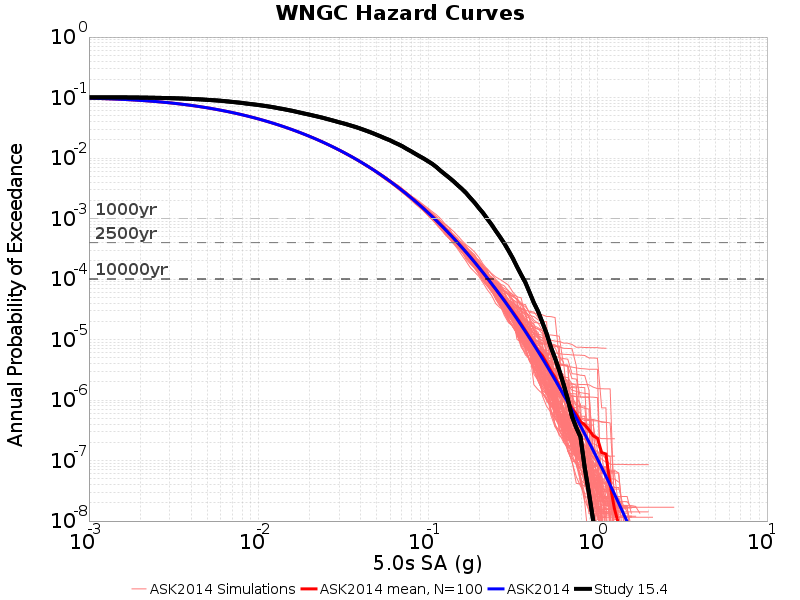 WNGC Hazard Curves
Annual Probability of Exceedance
10^0
10^-1
10^-2
10^-3
10^-4
10^-5
10^-6
10^-7
10^-8
1000yr
2500yr
10000yr
10^-3 10^-2 10^-1 10^0 10^1
5.0s SA (g)
ASK2014 Simulations ASK2014 mean, N=100 ASK2014 Study 15.4